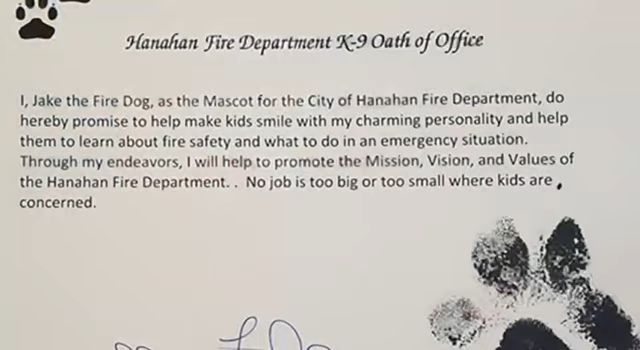 Hanahan Fire Department K-9 Oath of Office
I, Jake the Fire Dog, as the Mascot for the City of Hanahan Fire Department, do
hereby promise to help make kids smile with my charming personality and help
them to learn about fire safety and what to do in an emergency situation.
Through my endeavors, I will help to promote the Mission, Vision, and Values of
the Hanahan Fire Department. . No job is too big or too small where kids are
concerned.